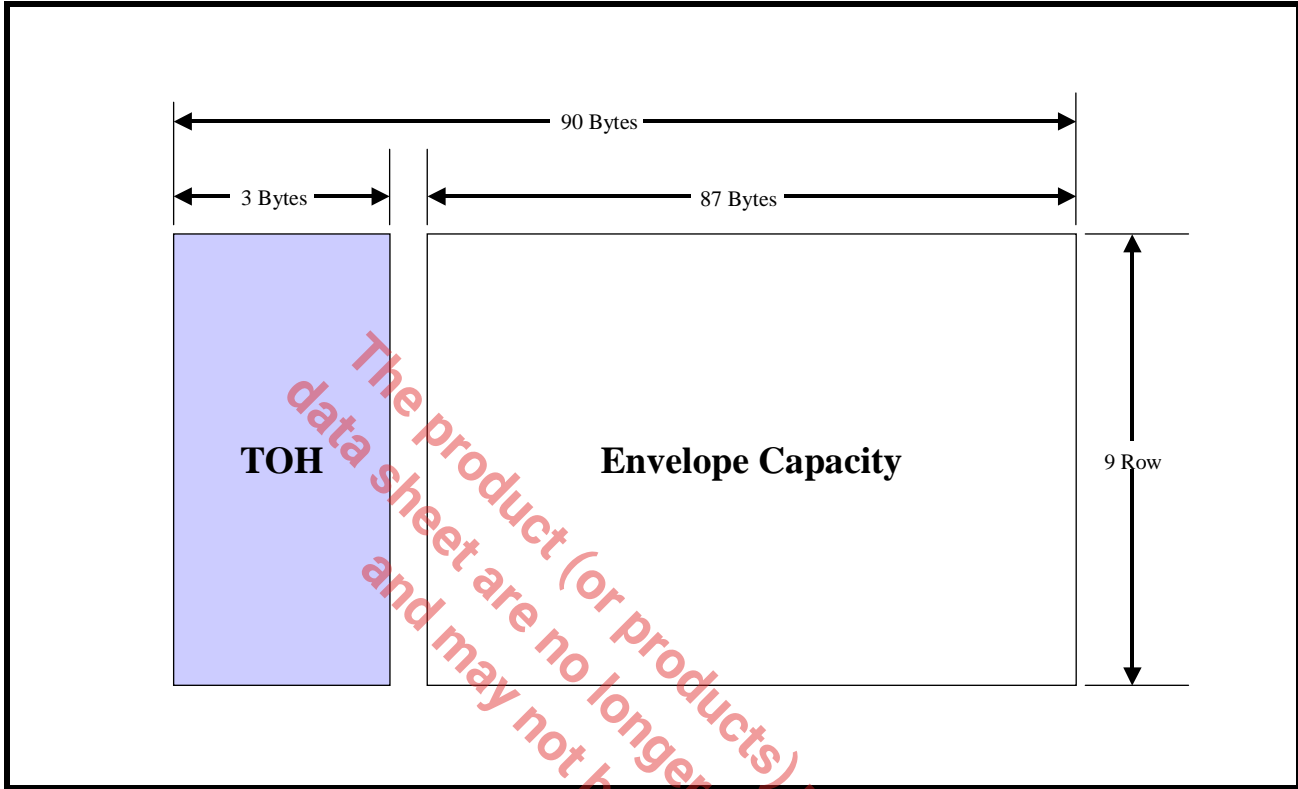 90 Bytes
3 Bytes
87 Bytes
TOH
Envelope Capacity
9 Row
The product (or products)
data sheet are no longer
and may not